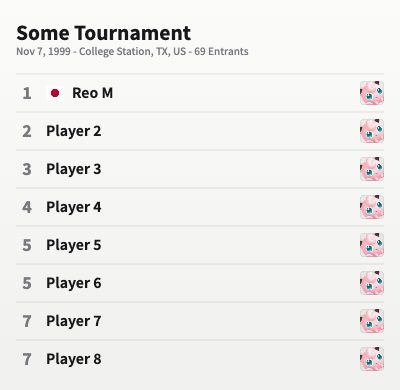 Some Tournament
Nov 7, 1999 - College Station, TX, US - 69 Entrants
1 Reo M
2 Player 2
3 Player 3
4 Player 4
5 Player 5
5 Player 6
7 Player 7
7 Player 8